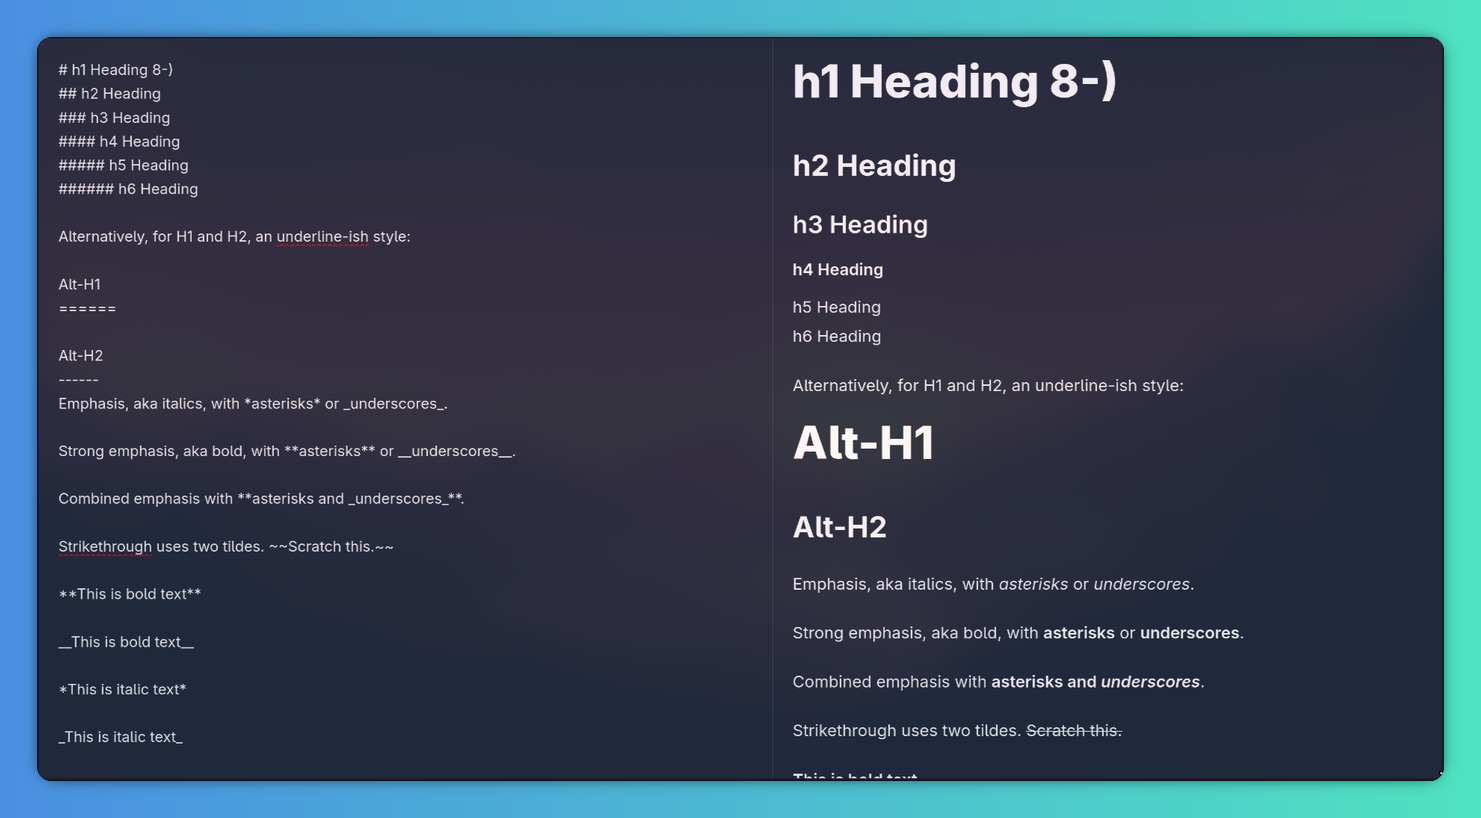 # h1 Heading 8-)
## h2 Heading
### h3 Heading
#### h4 Heading
##### h5 Heading
###### h6 Heading
Alternatively, for H1 and H2, an underline-ish style:
Alt-H1
======
Alt-H2
------
Emphasis, aka italics, with *asterisks* or _underscores_.
Strong emphasis, aka bold, with **asterisks** or __underscores__.
Combined emphasis with **asterisks and _underscores_**.
Strikethrough uses two tildes. ~~Scratch this.~~
**This is bold text**
__This is bold text__
*This is italic text*
_This is italic text_
h1 Heading 8-)
h2 Heading
h3 Heading
h4 Heading
h5 Heading
h6 Heading
Alternatively, for H1 and H2, an underline-ish style:
Alt-H1
Alt-H2
Emphasis, aka italics, with asterisks or underscores.
Strong emphasis, aka bold, with asterisks or underscores.
Combined emphasis with asterisks and underscores.
Strikethrough uses two tildes. Scratch this.
This is bold text